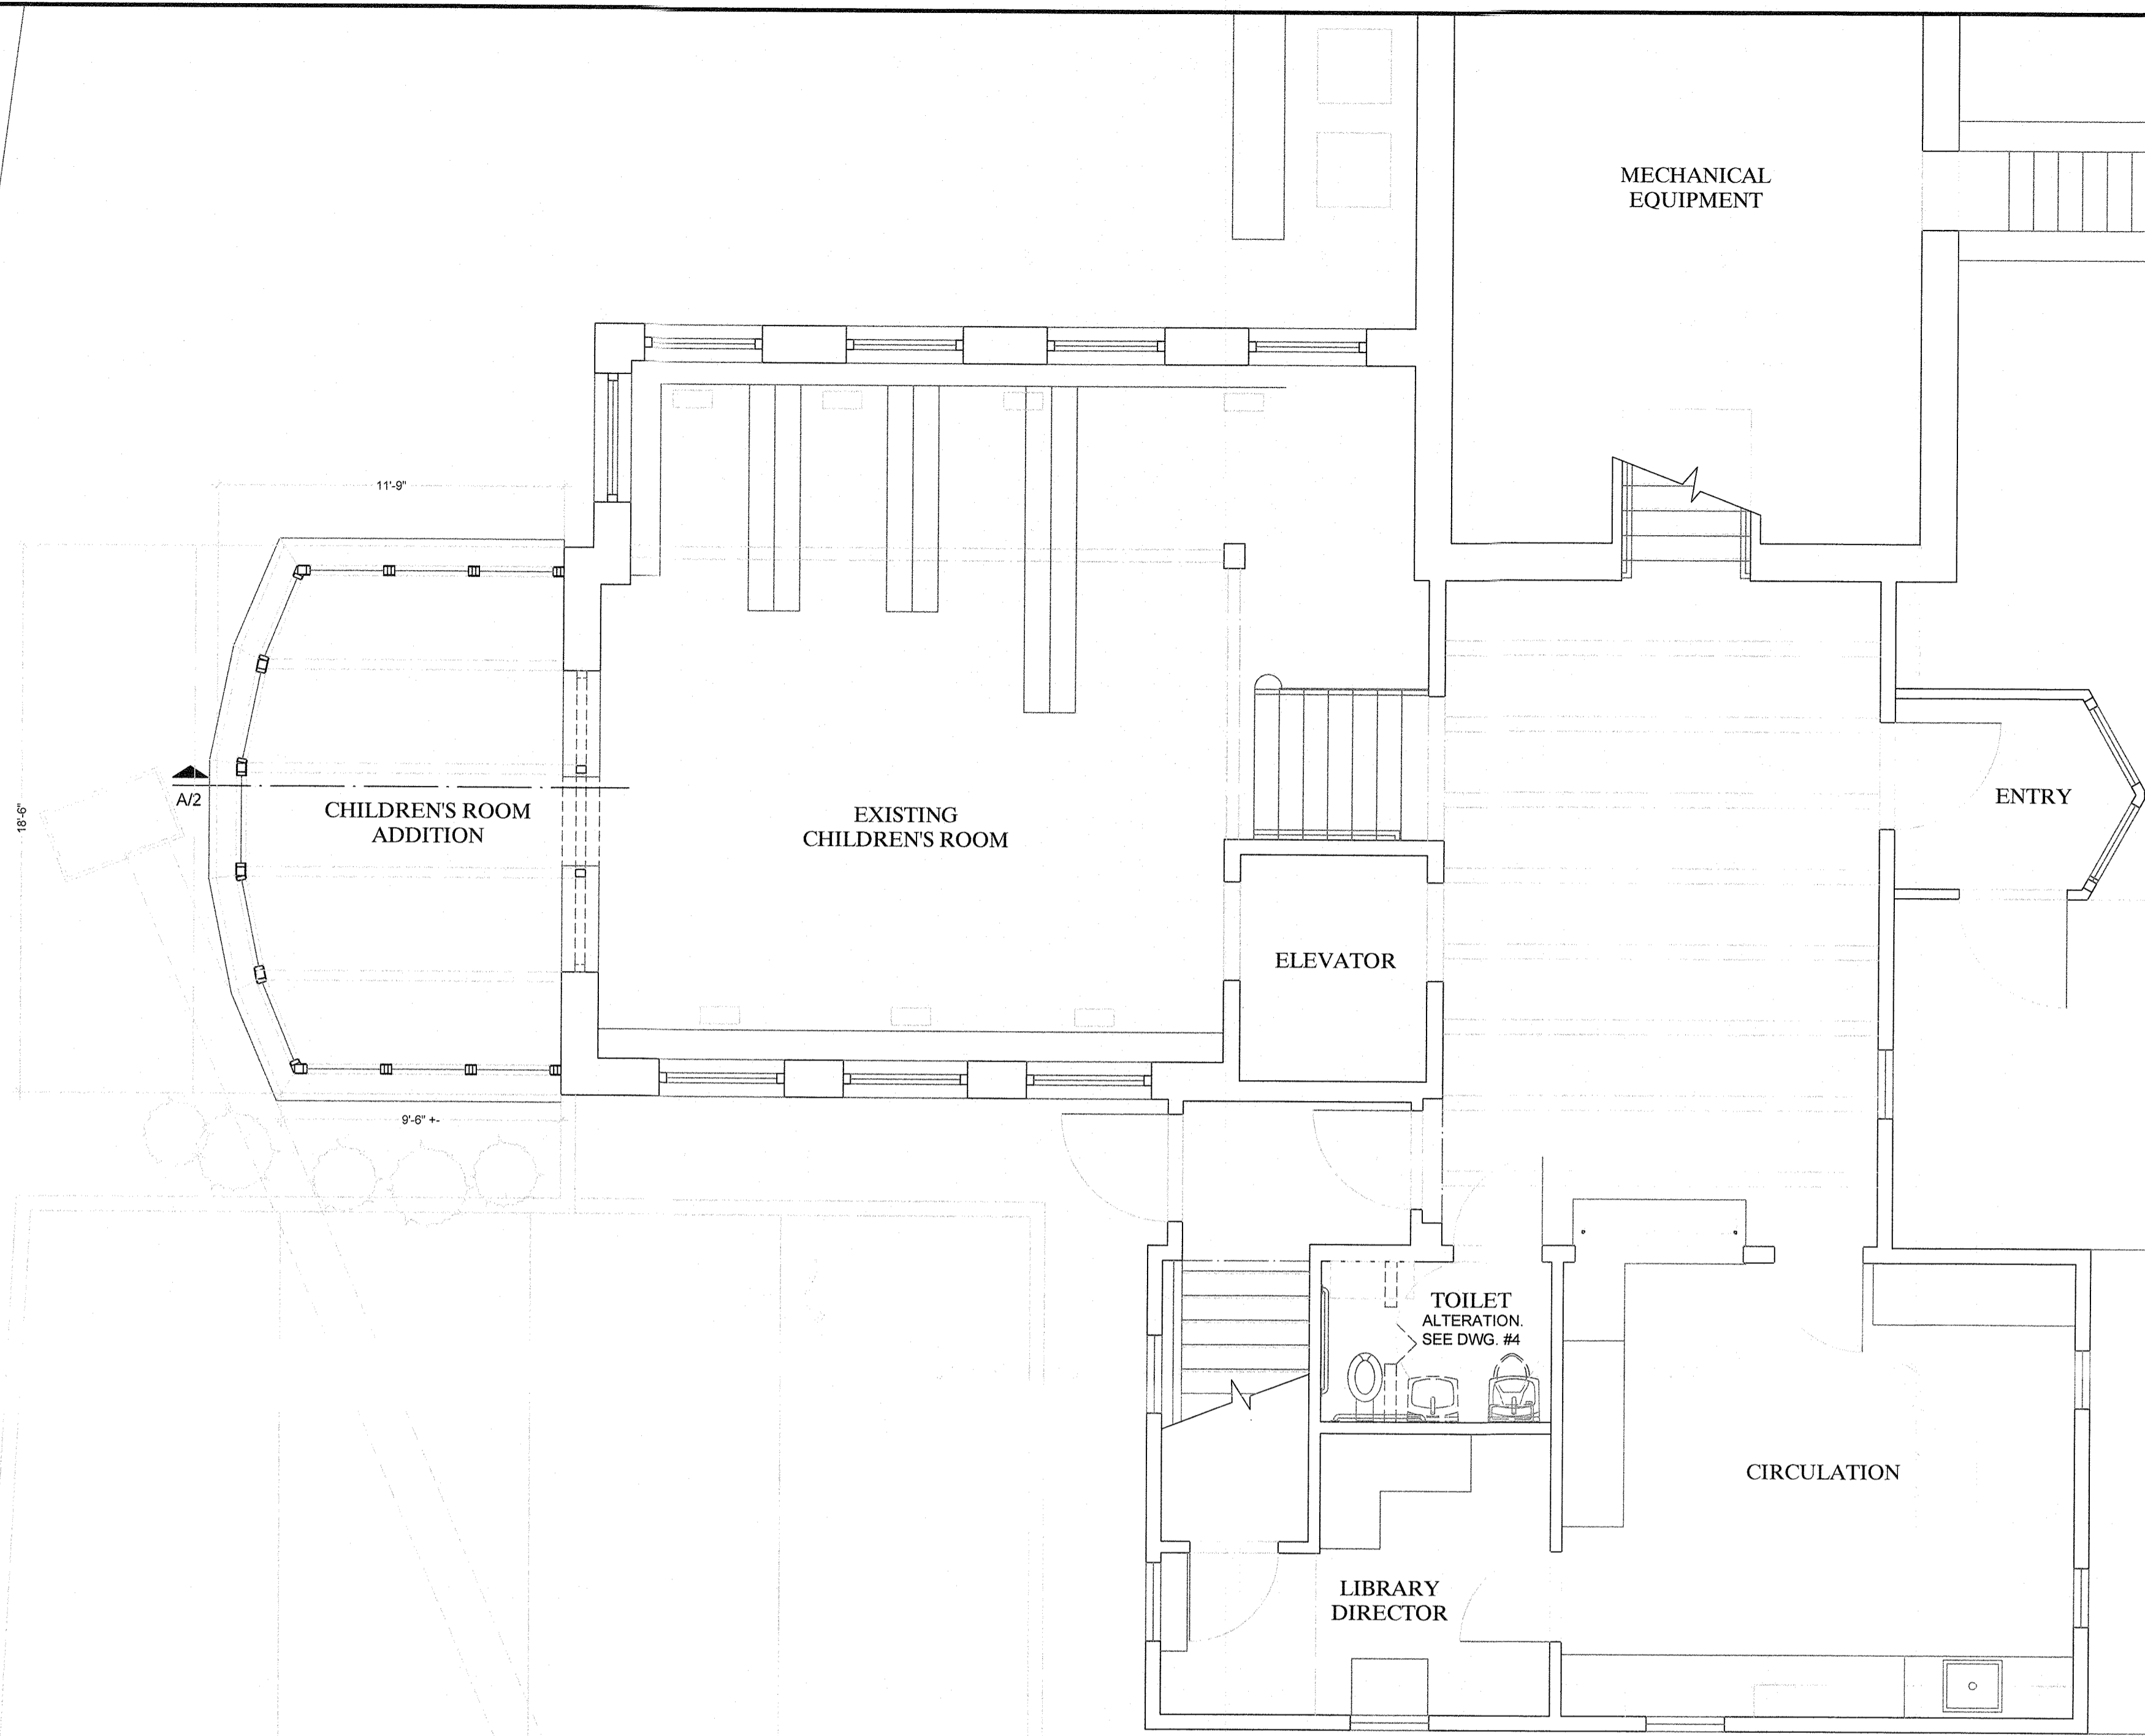 MECHANICAL
EQUIPMENT
11'-9"
18'-6"
A/2
CHILDREN'S ROOM
ADDITION
EXISTING
CHILDREN'S ROOM
ENTRY
ELEVATOR
9'-6" +-
TOILET
ALTERATION.
SEE DWG. #4
CIRCULATION
LIBRARY
DIRECTOR